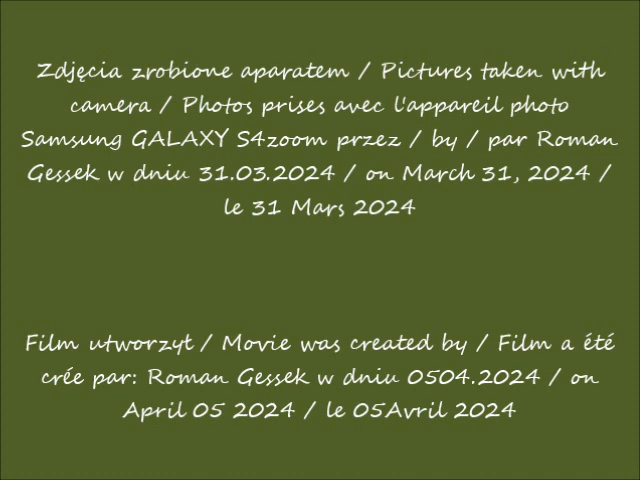 Zdjęcia zrobione aparatem / Pictures taken with
camera / Photos prises avec l'appareil photo
Samsung GALAXY S4zoom przez / by / par Roman
Gessek w dniu 31.03.2024 / on March 31, 2024 /
le 31 Mars 2024
Film utworzył / Movie was created by / Film a été
crée par: Roman Gessek w dniu 0504.2024 / on
April 05 2024 / le 05Avril 2024